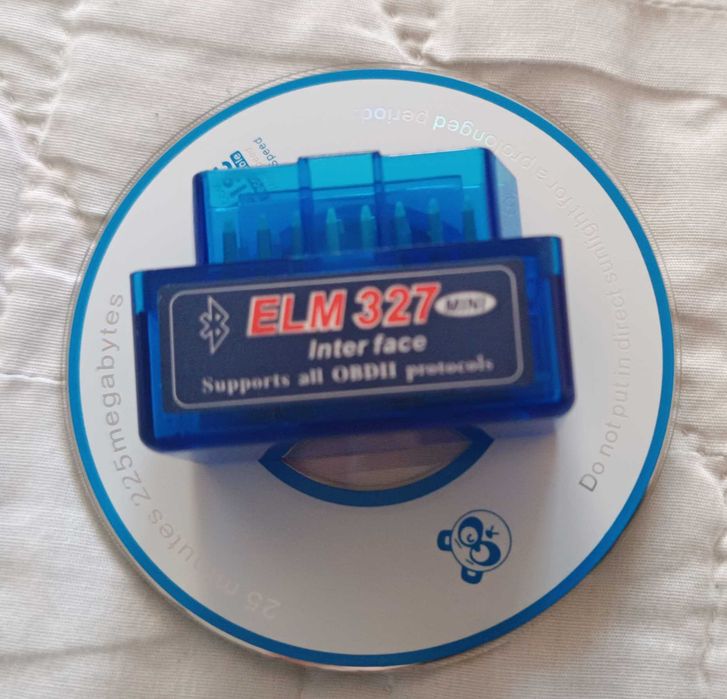 ELM 327 MINI
Inter face
Supports all OBDII protocols
Do not put in direct sunlight for a prolonged period.
25 minutes 225megabytes
Speed